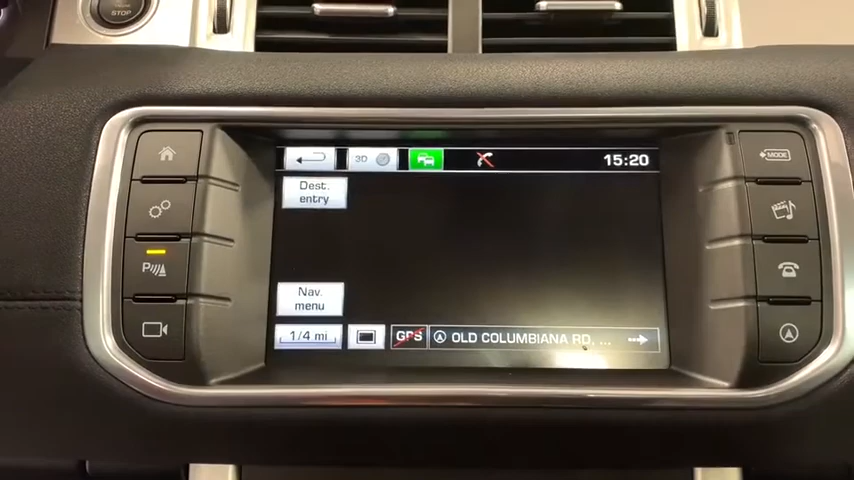 STOP
3D
15:20
MODE
Dest.
entry
P
Nav.
menu
1/4 mi
GPS
OLD COLUMBIANA RD, ...